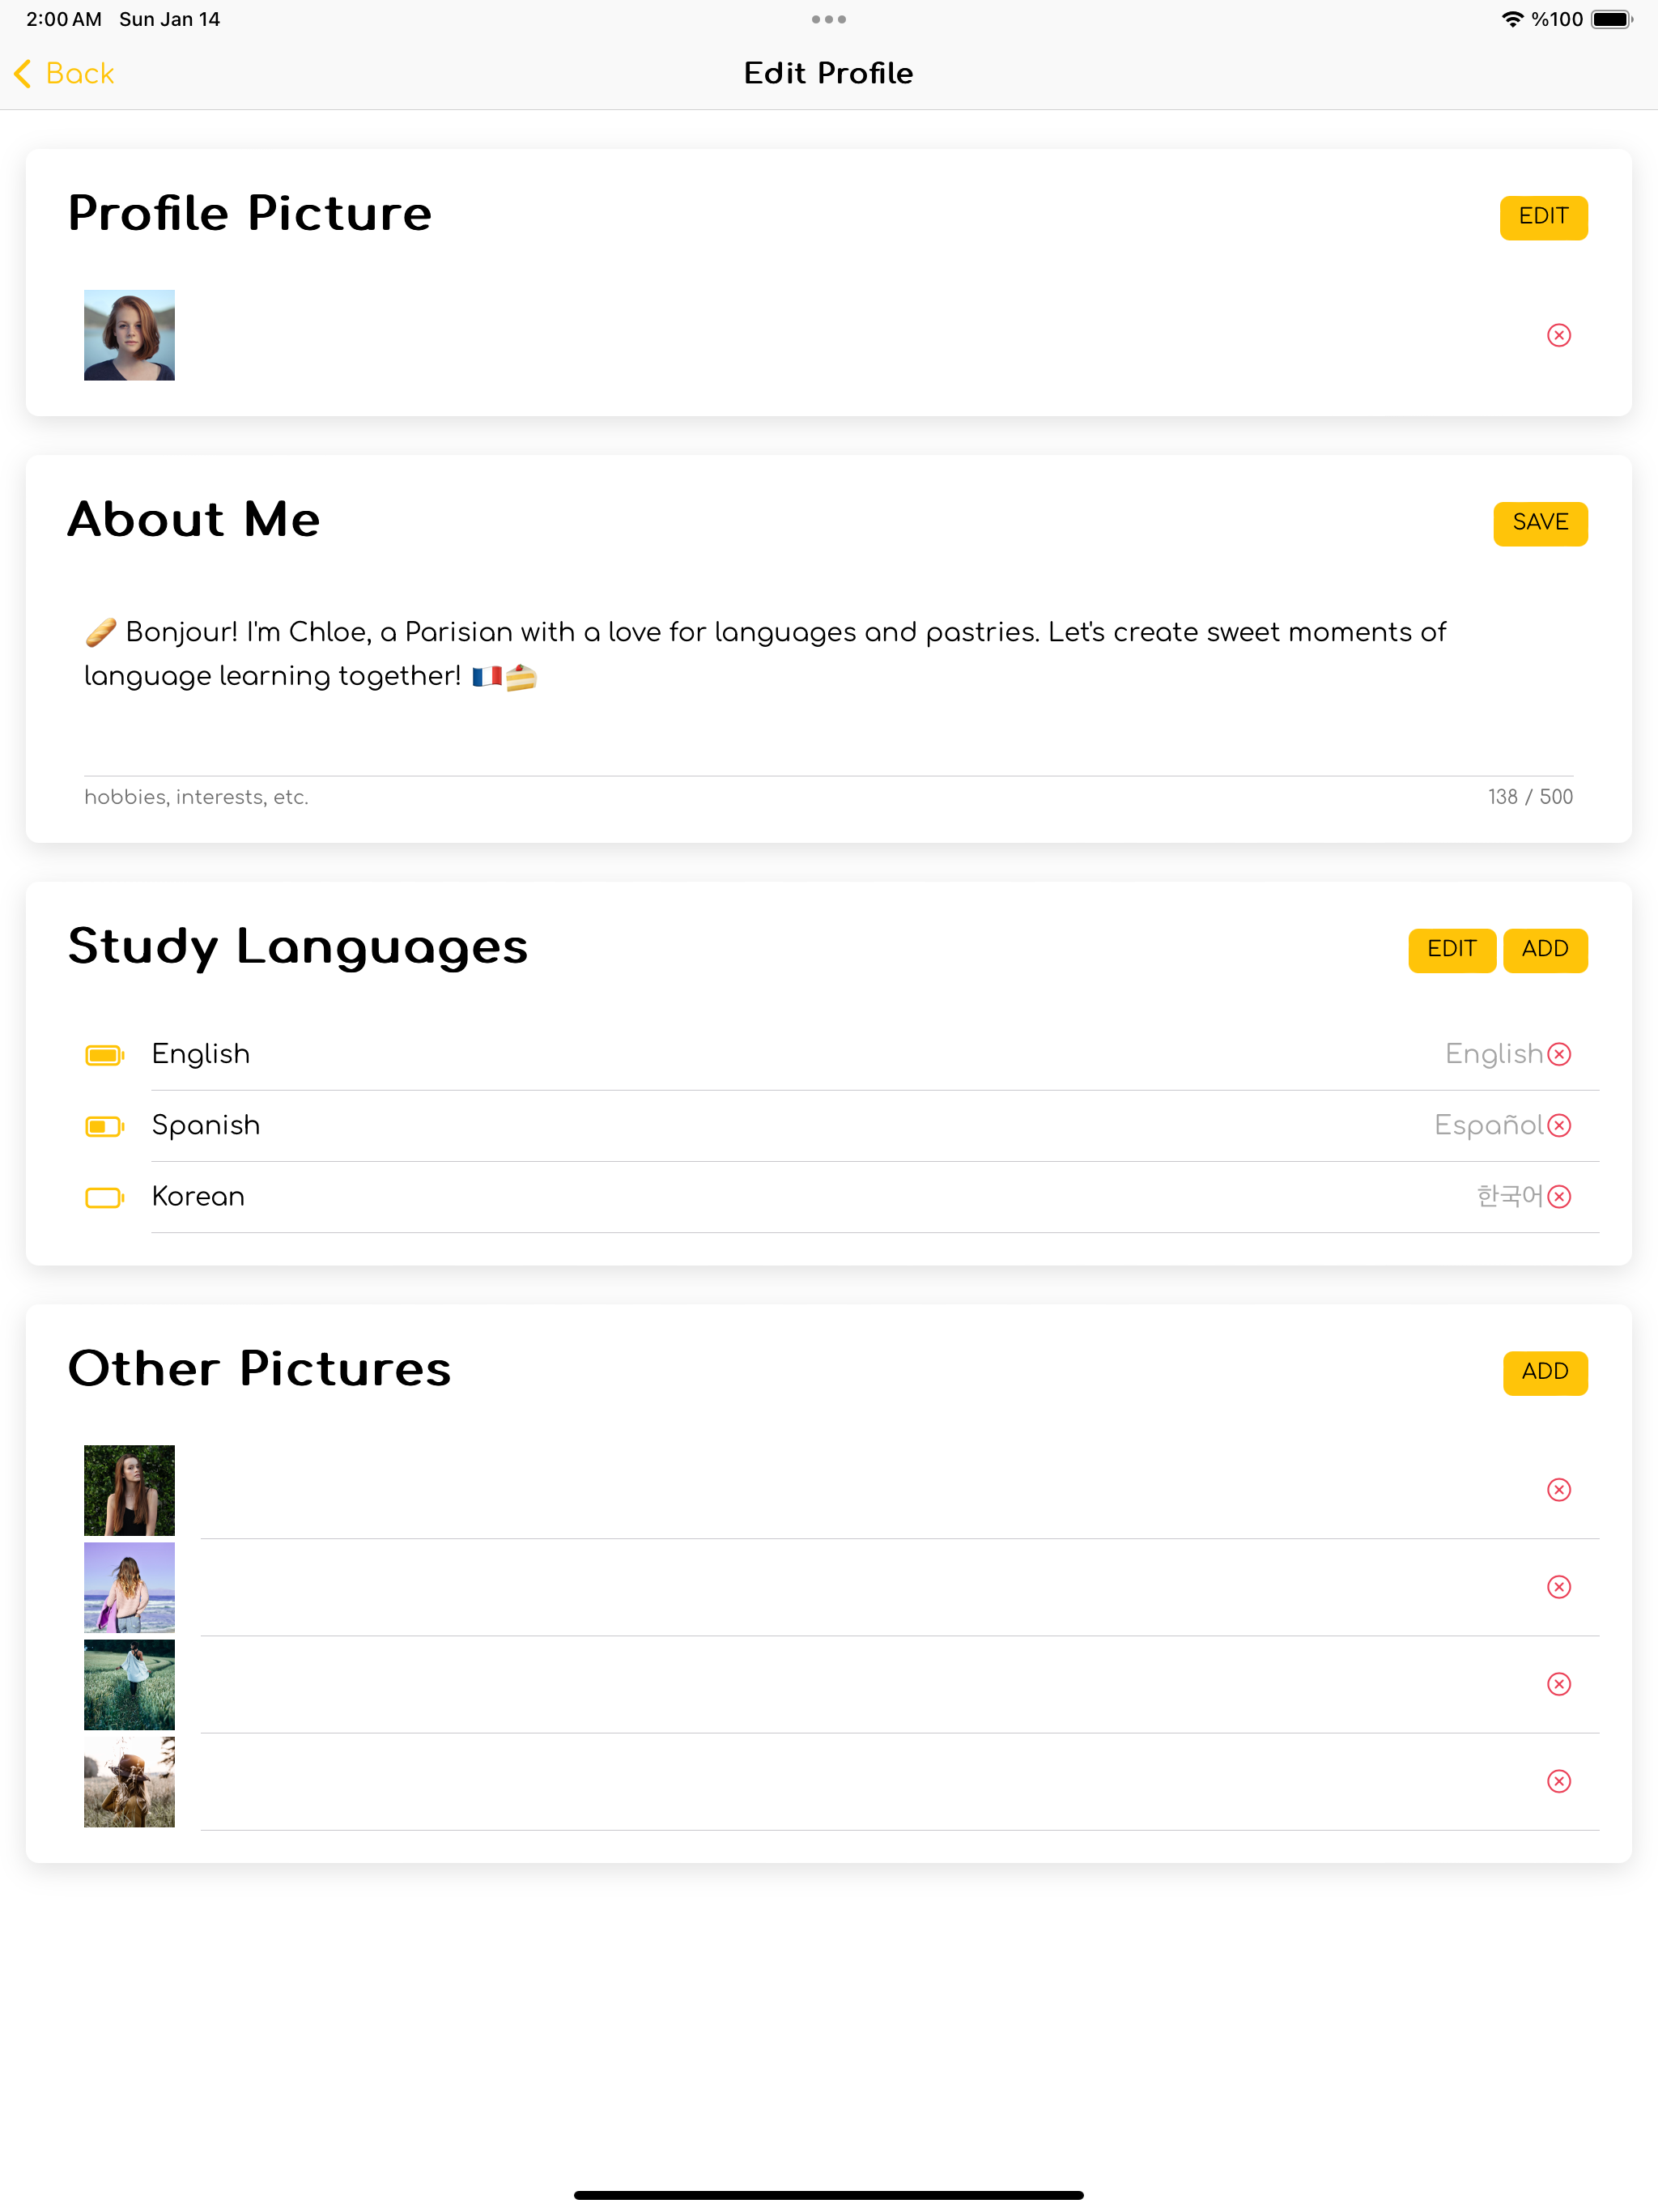 2:00 AM Sun Jan 14 %100
Back Edit Profile
Profile Picture EDIT
About Me SAVE
🥖 Bonjour! I'm Chloe, a Parisian with a love for languages and pastries. Let's create sweet moments of
language learning together! 🇫🇷🍰
hobbies, interests, etc. 138 / 500
Study Languages EDIT ADD
English English
Spanish Español
Korean 한국어
Other Pictures ADD